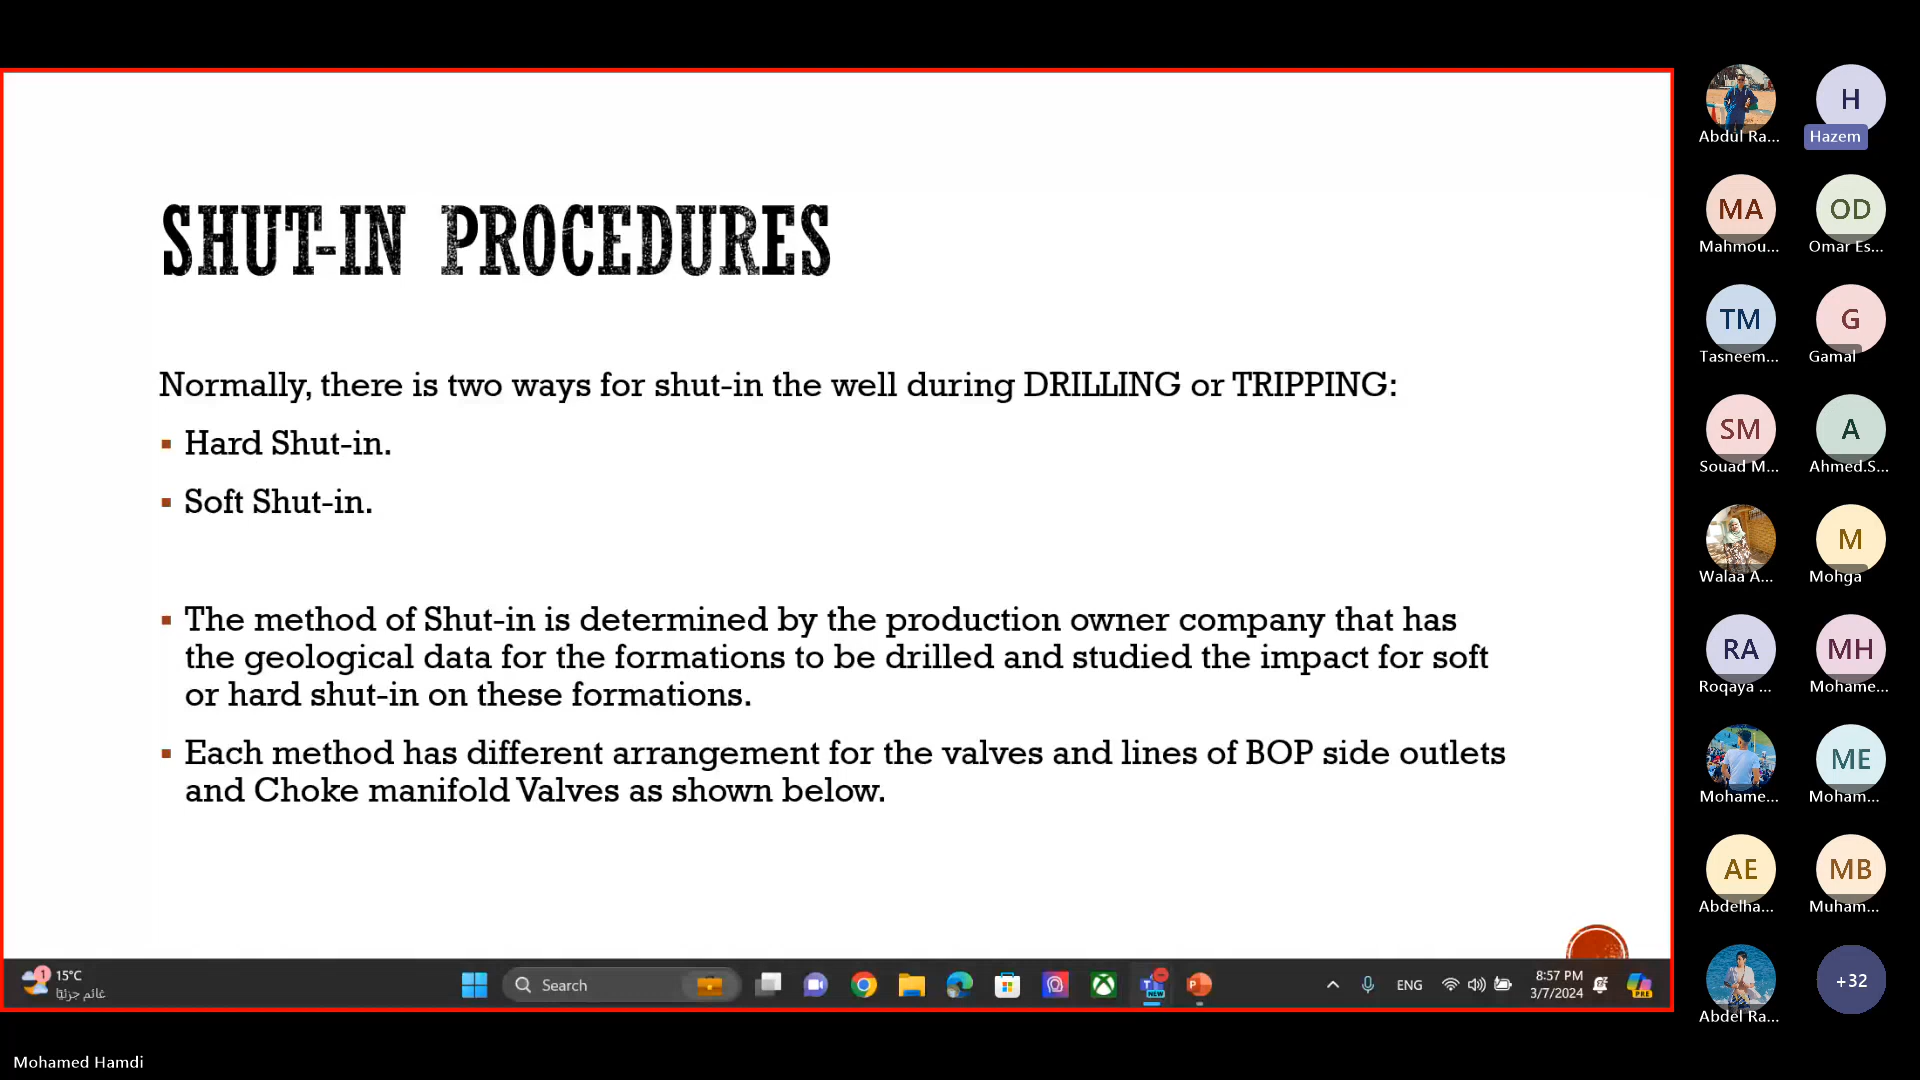 SHUT-IN PROCEDURES
Normally, there is two ways for shut-in the well during DRILLING or TRIPPING:
▪ Hard Shut-in.
▪ Soft Shut-in.
▪ The method of Shut-in is determined by the production owner company that has
the geological data for the formations to be drilled and studied the impact for soft
or hard shut-in on these formations.
▪ Each method has different arrangement for the valves and lines of BOP side outlets
and Choke manifold Valves as shown below.
1
15°C
غائم جزئيًا
Search
NEW
P
ENG
8:57 PM
3/7/2024
PRE
Mohamed Hamdi
Abdul Ra...
H
Hazem
MA
Mahmou...
OD
Omar Es...
TM
Tasneem...
G
Gamal
SM
Souad M...
A
Ahmed.S...
Walaa A...
M
Mohga
RA
Roqaya ...
MH
Mohame...
Mohame...
ME
Moham...
AE
Abdelha...
MB
Muham...
Abdel Ra...
+32